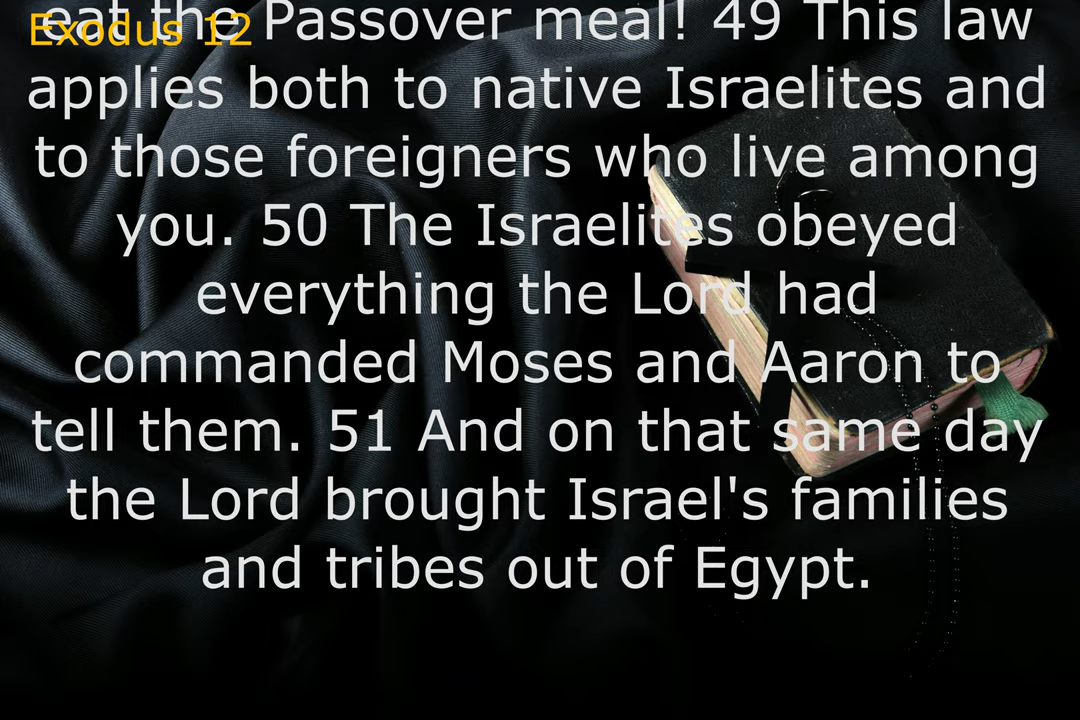 Exodus 12
eat the Passover meal! 49 This law
applies both to native Israelites and
to those foreigners who live among
you. 50 The Israelites obeyed
everything the Lord had
commanded Moses and Aaron to
tell them. 51 And on that same day
the Lord brought Israel's families
and tribes out of Egypt.